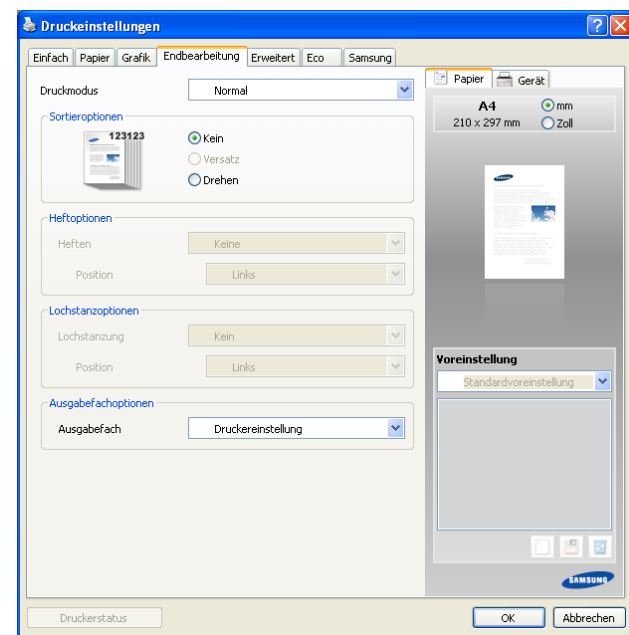 Druckeinstellungen
Einfach Papier Grafik Endbearbeitung Erweitert Eco Samsung
Druckmodus Normal
Sortieroptionen
123123
Kein
Versatz
Drehen
Heftoptionen
Heften Keine
Position Links
Lochstanzoptionen
Lochstanzung Kein
Position Links
Ausgabefachoptionen
Ausgabefach Druckereinstellung
Papier Gerät
A4 mm
210 x 297 mm Zoll
Voreinstellung
Standardvoreinstellung
SAMSUNG
Druckerstatus OK Abbrechen